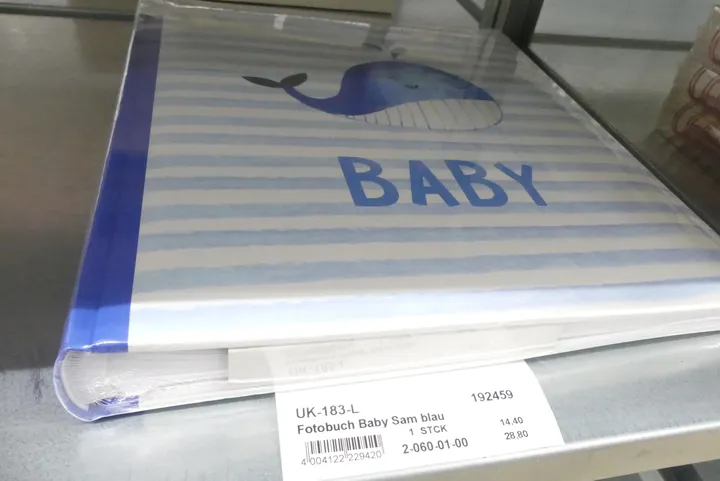 BABY
UK-183-L
192459
Fotobuch Baby Sam blau
1 STCK
14,40
4 004122 229420
2-060-01-00
28,80